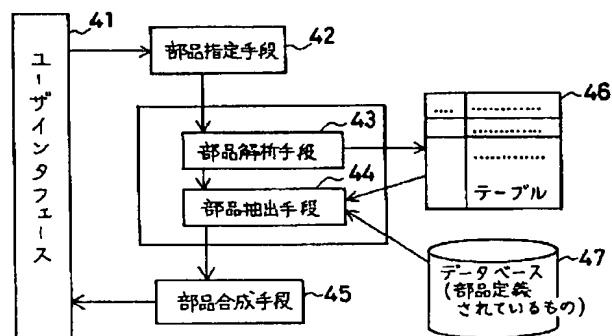 41
ユーザインタフェース
部品指定手段
42
部品解析手段
43
部品抽出手段
44
部品合成手段
45
46
テーブル
47
データベース
(部品定義
されているもの)